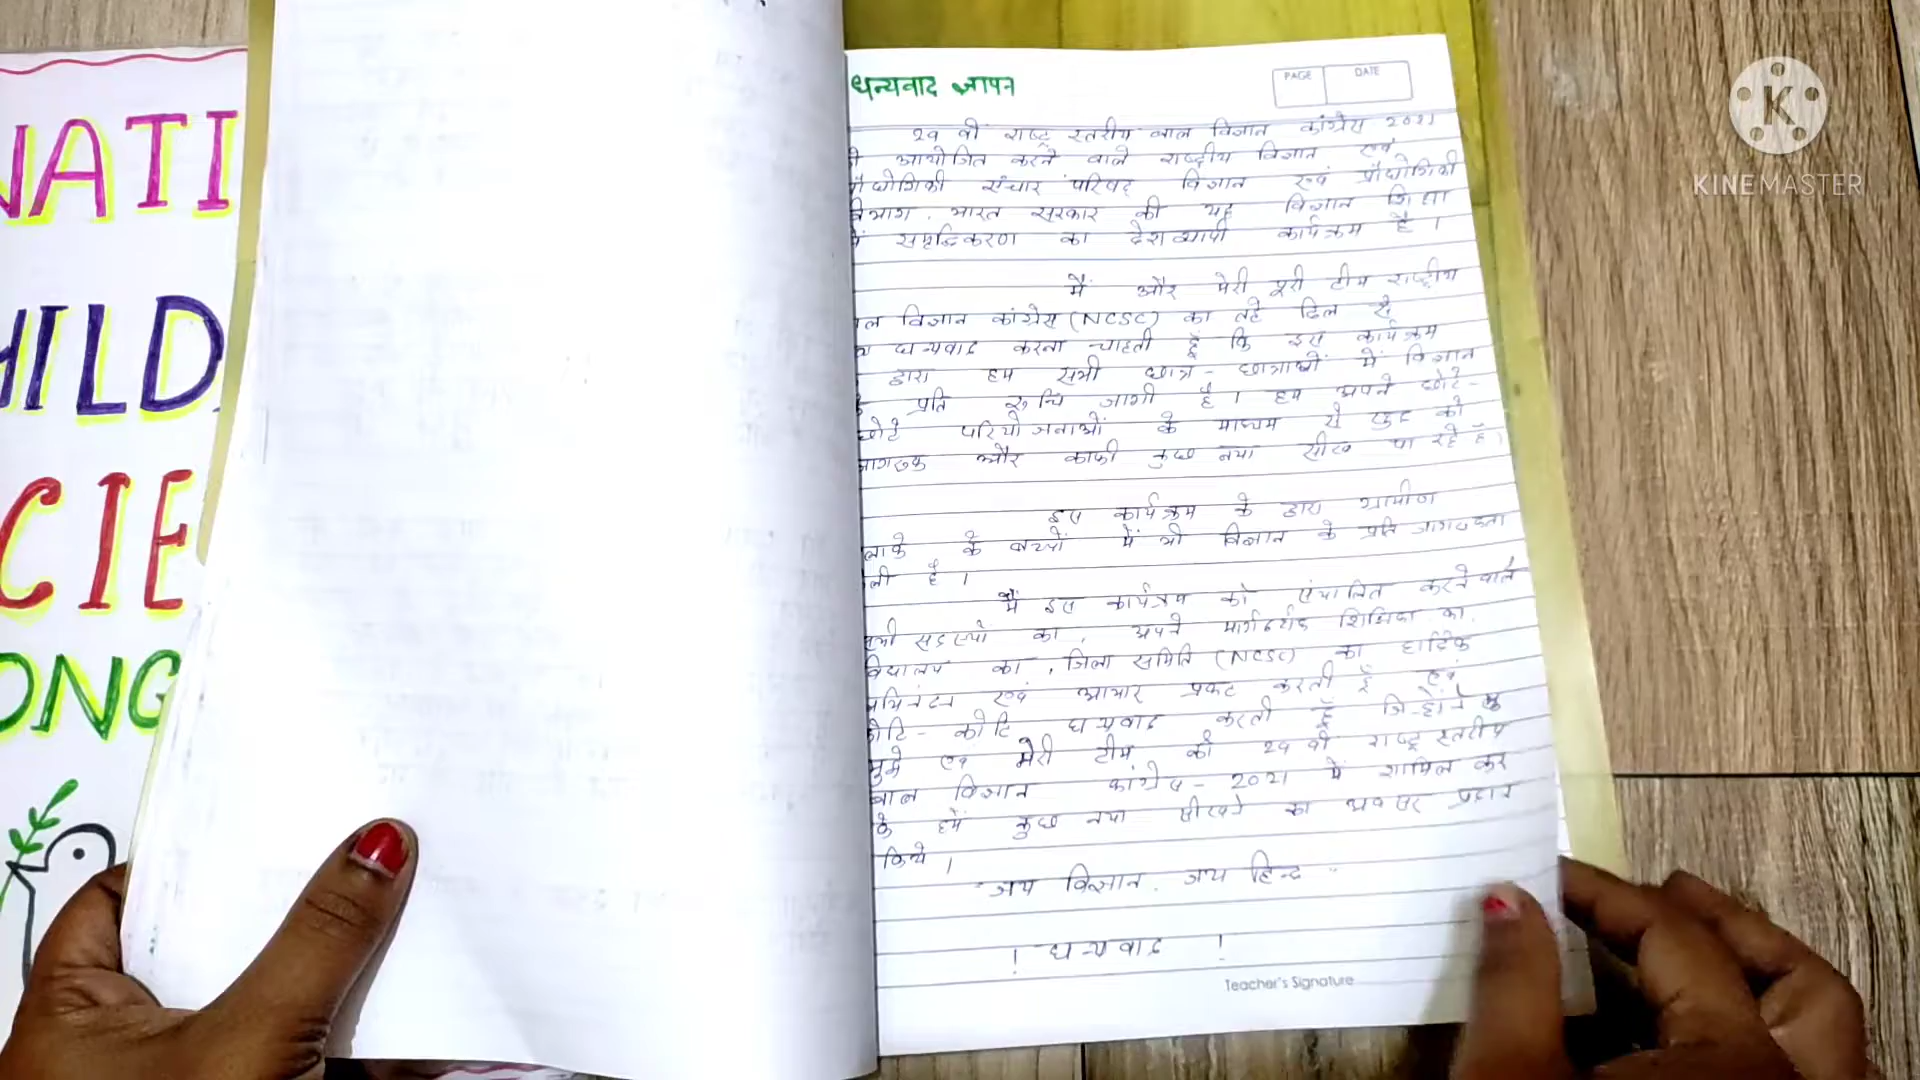 NATI
HILD
CIE
ONG
धन्यवाद ज्ञापन
PAGE
DATE
29 वीं राष्ट्र स्तरीय बाल विज्ञान कांग्रेस 2021
आयोजित करने वाले राष्ट्रीय विज्ञान एवं
संचार परिषद् विज्ञान एवं प्रौद्योगिकी
विभाग, भारत सरकार की यह विज्ञान शिक्षा
समृद्धिकरण का देशव्यापी कार्यक्रम है ।
मैं और मेरी पूरी टीम राष्ट्रीय
ल विज्ञान कांग्रेस (NCSC) का तहे दिल से
धन्यवाद करना चाहती हूँ कि इस कार्यक्रम
द्वारा हम सभी छात्र - छात्राओं में विज्ञान
प्रति रुचि जागी है । हम अपने छोटे -
छोटे परियोजनाओं के माध्यम से खुद को
जागरूक और काफी कुछ नया सीख पा रहे हैं ।
इस कार्यक्रम के द्वारा ग्रामीण
लाके के बच्चों में भी विज्ञान के प्रति जागरूकता
ली है ।
मैं इस कार्यक्रम को संचालित करने वाले
सभी सदस्यों का, अपने मार्गदर्शक शिक्षिका का,
विद्यालय का, जिला समिति (NCSC) का हार्दिक
अभिनंदन एवं आभार प्रकट करती हूँ एवं
कोटि - कोटि धन्यवाद करती हूँ जिन्होंने
मुझे एवं मेरी टीम को 29 वीं राष्ट्र स्तरीय
बाल विज्ञान कांग्रेस - 2021 में शामिल कर
के हमें कुछ नया सीखने का अवसर प्रदान
किये ।
"जय विज्ञान, जय हिन्द"
! धन्यवाद !
Teacher's Signature
K
KINEMASTER